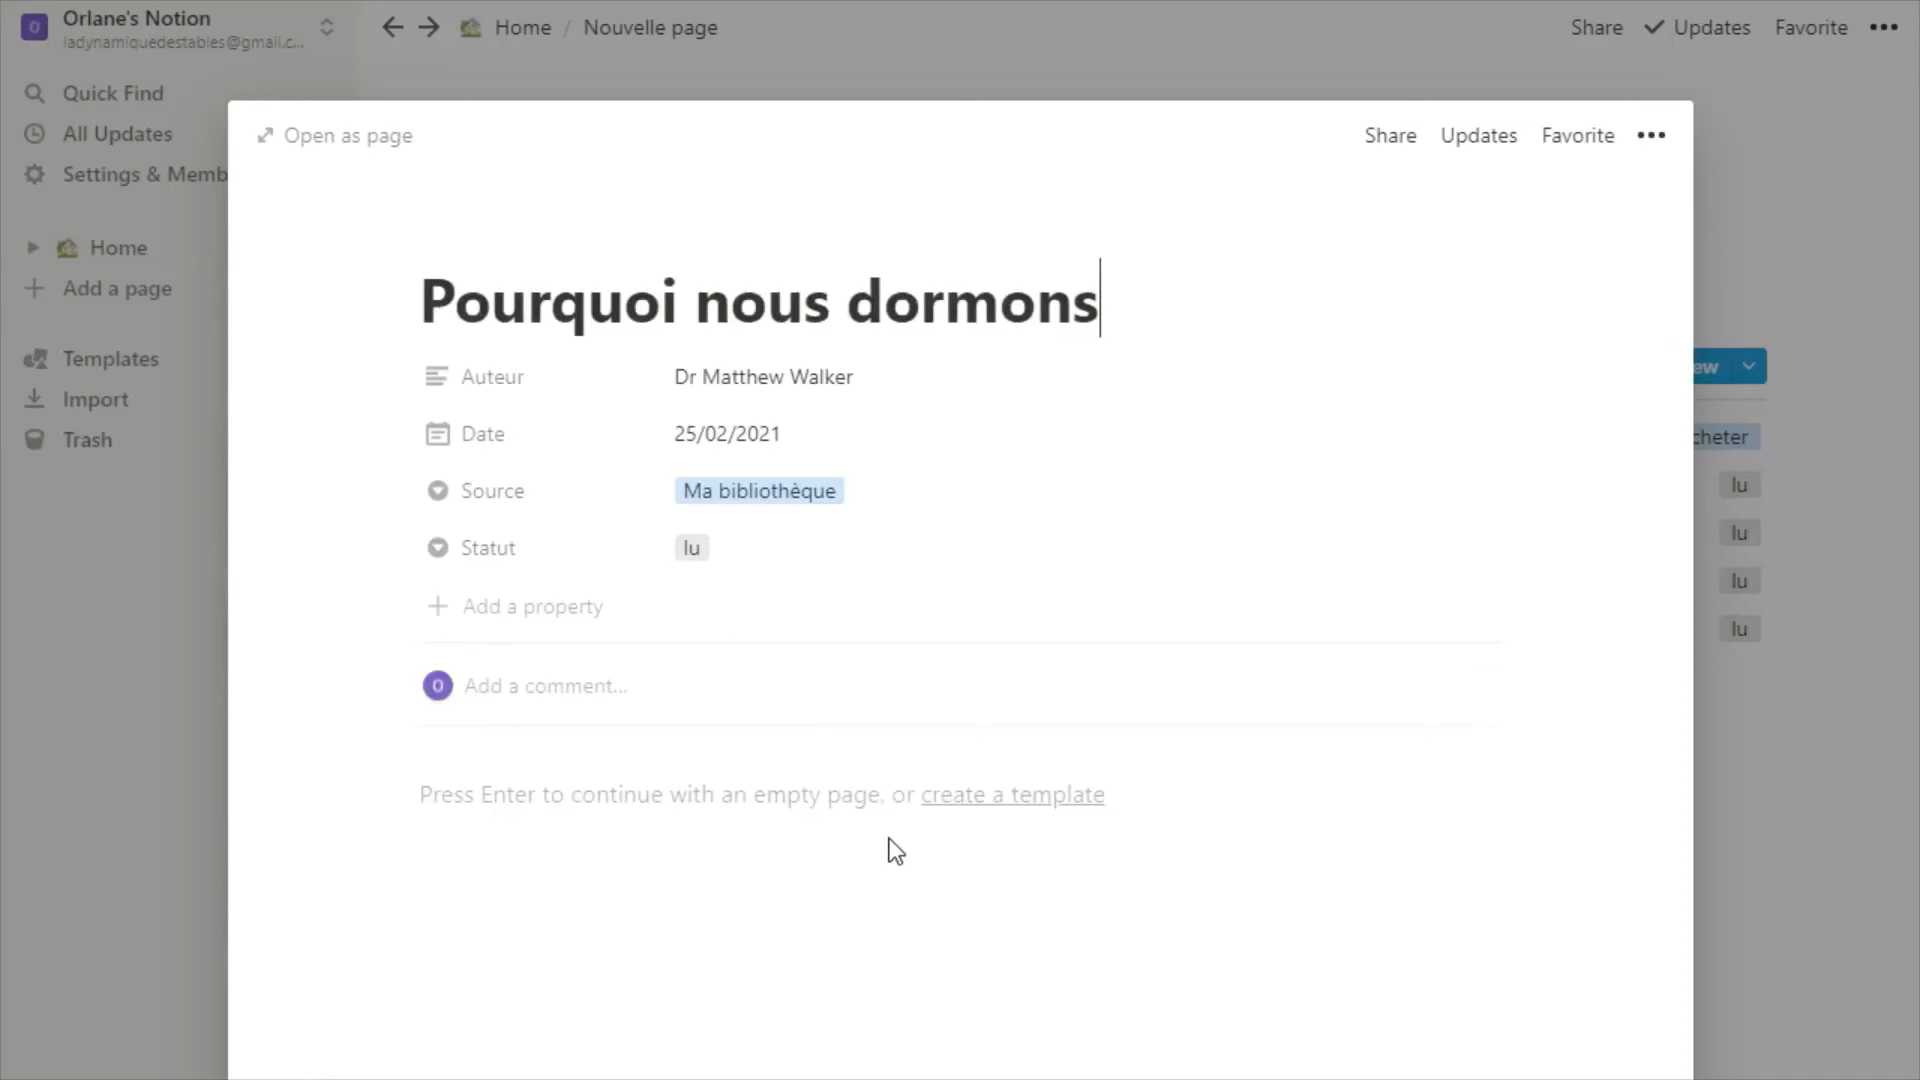 O
Orlane's Notion
ladynamiquedestables@gmail.c...
Home / Nouvelle page
Share
Updates
Favorite
Quick Find
All Updates
Settings & Memb
Home
Add a page
Templates
Import
Trash
Open as page
Share
Updates
Favorite
Pourquoi nous dormons
Auteur Dr Matthew Walker
Date 25/02/2021
Source Ma bibliothèque
Statut lu
Add a property
O Add a comment...
Press Enter to continue with an empty page, or create a template
ew
cheter
lu
lu
lu
lu